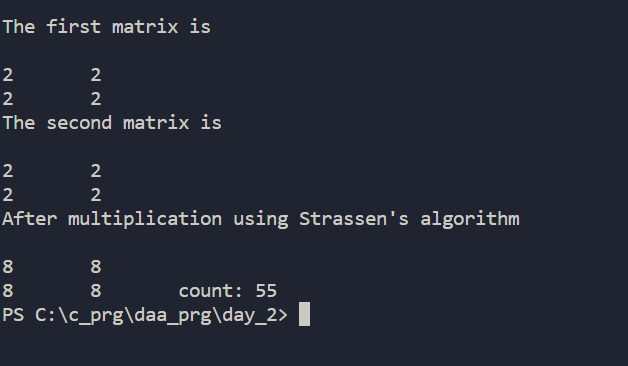 The first matrix is
2 2
2 2
The second matrix is
2 2
2 2
After multiplication using Strassen's algorithm
8 8
8 8 count: 55
PS C:\c_prg\daa_prg\day_2>